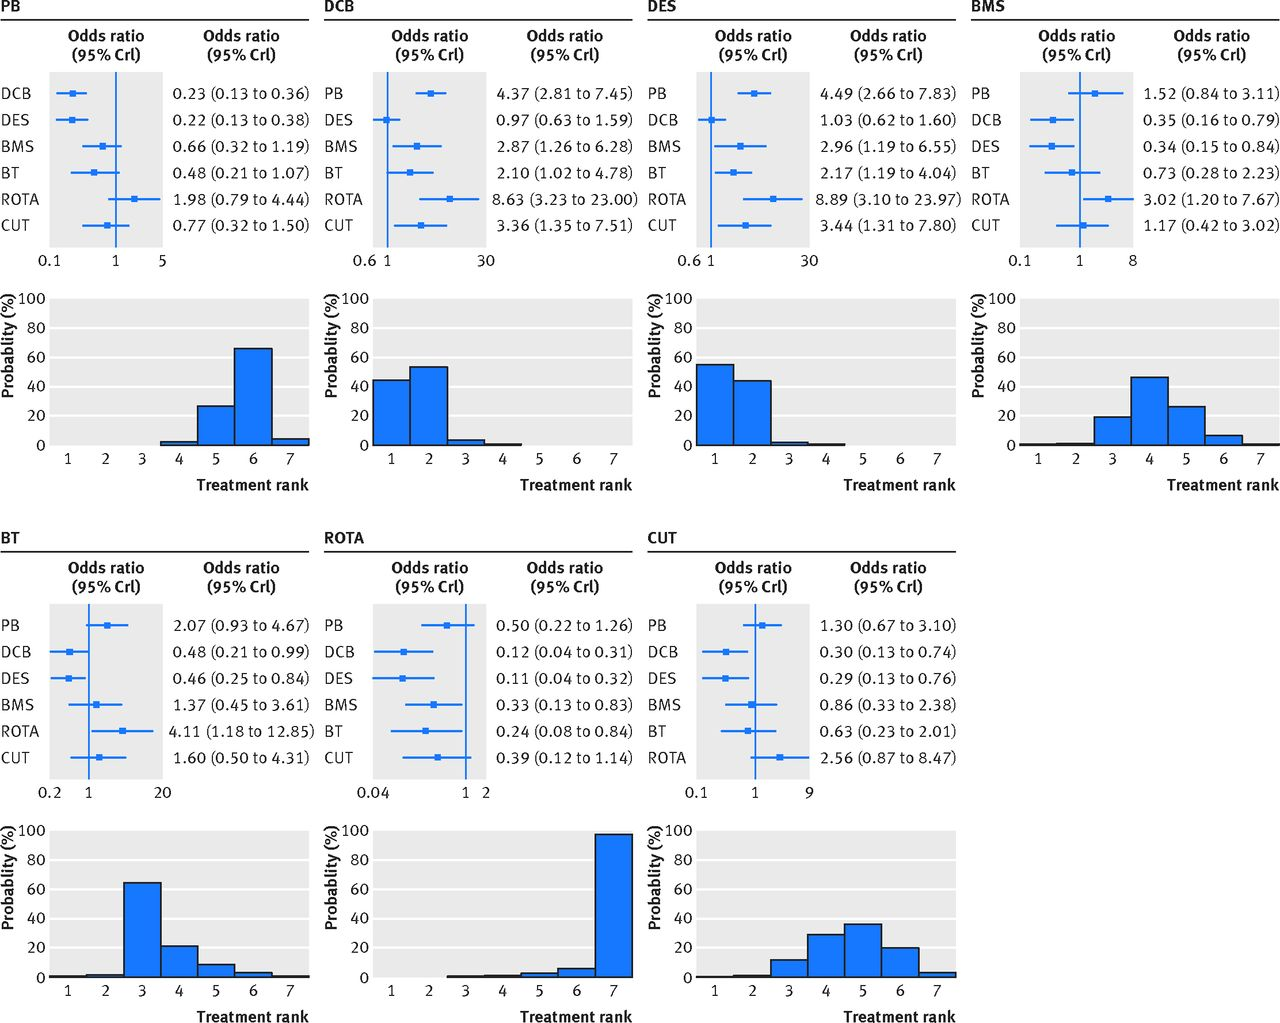 PB
Odds ratio
(95% CrI)
Odds ratio
(95% CrI)
DCB 0.23 (0.13 to 0.36)
DES 0.22 (0.13 to 0.38)
BMS 0.66 (0.32 to 1.19)
BT 0.48 (0.21 to 1.07)
ROTA 1.98 (0.79 to 4.44)
CUT 0.77 (0.32 to 1.50)
0.1 1 5
Probablity (%)
100
80
60
40
20
0
1 2 3 4 5 6 7
Treatment rank
DCB
Odds ratio
(95% CrI)
Odds ratio
(95% CrI)
PB 4.37 (2.81 to 7.45)
DES 0.97 (0.63 to 1.59)
BMS 2.87 (1.26 to 6.28)
BT 2.10 (1.02 to 4.78)
ROTA 8.63 (3.23 to 23.00)
CUT 3.36 (1.35 to 7.51)
0.6 1 30
Probablity (%)
100
80
60
40
20
0
1 2 3 4 5 6 7
Treatment rank
DES
Odds ratio
(95% CrI)
Odds ratio
(95% CrI)
PB 4.49 (2.66 to 7.83)
DCB 1.03 (0.62 to 1.60)
BMS 2.96 (1.19 to 6.55)
BT 2.17 (1.19 to 4.04)
ROTA 8.89 (3.10 to 23.97)
CUT 3.44 (1.31 to 7.80)
0.6 1 30
Probablity (%)
100
80
60
40
20
0
1 2 3 4 5 6 7
Treatment rank
BMS
Odds ratio
(95% CrI)
Odds ratio
(95% CrI)
PB 1.52 (0.84 to 3.11)
DCB 0.35 (0.16 to 0.79)
DES 0.34 (0.15 to 0.84)
BT 0.73 (0.28 to 2.23)
ROTA 3.02 (1.20 to 7.67)
CUT 1.17 (0.42 to 3.02)
0.1 1 8
Probablity (%)
100
80
60
40
20
0
1 2 3 4 5 6 7
Treatment rank
BT
Odds ratio
(95% CrI)
Odds ratio
(95% CrI)
PB 2.07 (0.93 to 4.67)
DCB 0.48 (0.21 to 0.99)
DES 0.46 (0.25 to 0.84)
BMS 1.37 (0.45 to 3.61)
ROTA 4.11 (1.18 to 12.85)
CUT 1.60 (0.50 to 4.31)
0.2 1 20
Probablity (%)
100
80
60
40
20
0
1 2 3 4 5 6 7
Treatment rank
ROTA
Odds ratio
(95% CrI)
Odds ratio
(95% CrI)
PB 0.50 (0.22 to 1.26)
DCB 0.12 (0.04 to 0.31)
DES 0.11 (0.04 to 0.32)
BMS 0.33 (0.13 to 0.83)
BT 0.24 (0.08 to 0.84)
CUT 0.39 (0.12 to 1.14)
0.04 1 2
Probablity (%)
100
80
60
40
20
0
1 2 3 4 5 6 7
Treatment rank
CUT
Odds ratio
(95% CrI)
Odds ratio
(95% CrI)
PB 1.30 (0.67 to 3.10)
DCB 0.30 (0.13 to 0.74)
DES 0.29 (0.13 to 0.76)
BMS 0.86 (0.33 to 2.38)
BT 0.63 (0.23 to 2.01)
ROTA 2.56 (0.87 to 8.47)
0.1 1 9
Probablity (%)
100
80
60
40
20
0
1 2 3 4 5 6 7
Treatment rank